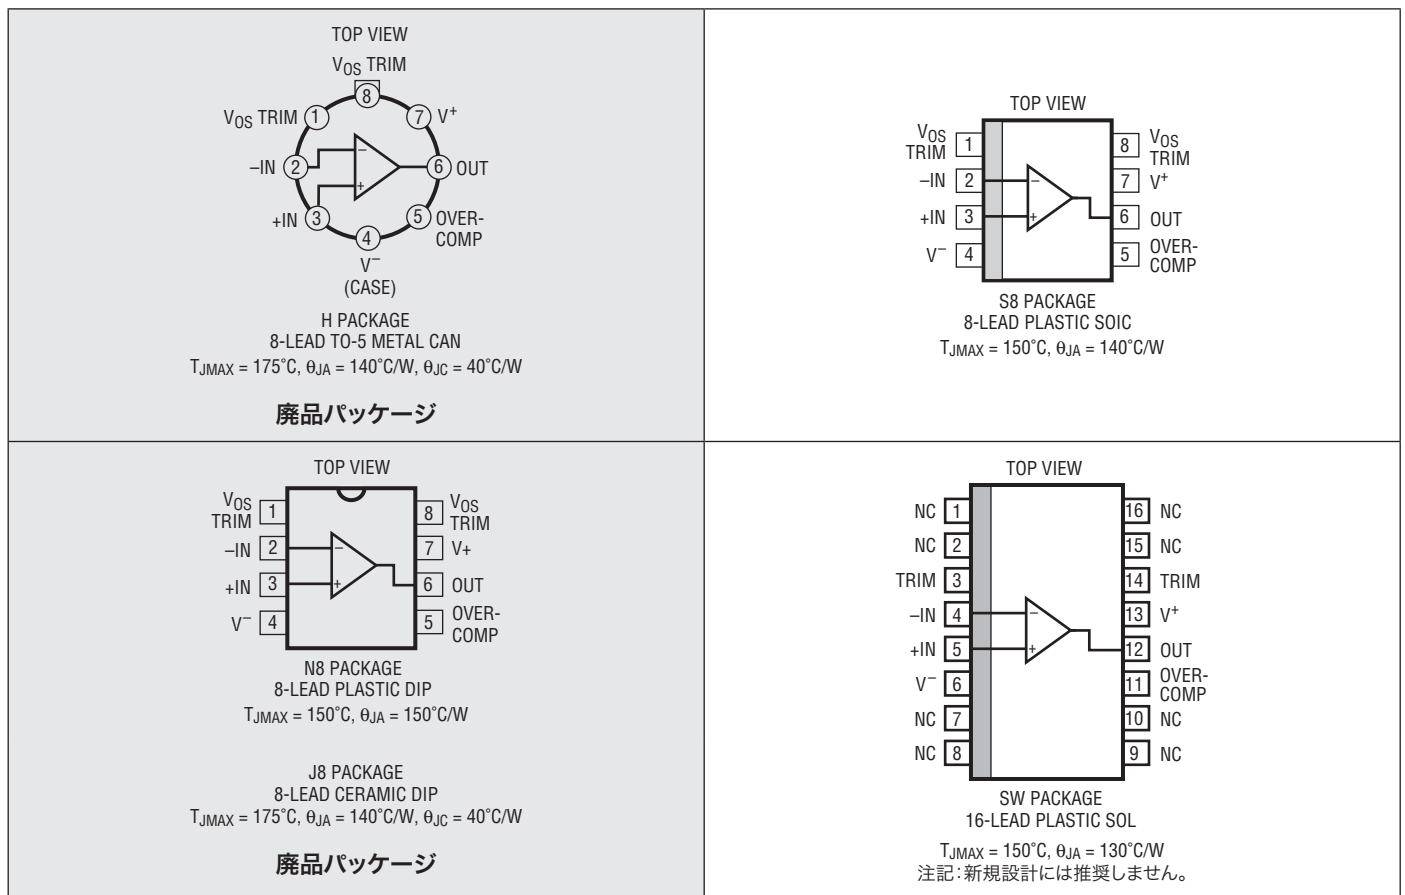 TOP VIEW
VOS TRIM
8
VOS TRIM 1
7 V+
–IN 2
–
6 OUT
+
+IN 3
5 OVER-
COMP
4
V–
(CASE)
H PACKAGE
8-LEAD TO-5 METAL CAN
TJMAX = 175°C, θJA = 140°C/W, θJC = 40°C/W
廃品パッケージ
TOP VIEW
VOS
TRIM 1
8 VOS
TRIM
–IN 2
–
7 V+
+IN 3
+
6 OUT
V– 4
5 OVER-
COMP
S8 PACKAGE
8-LEAD PLASTIC SOIC
TJMAX = 150°C, θJA = 140°C/W
TOP VIEW
VOS
TRIM 1
8 VOS
TRIM
–IN 2
–
7 V+
+IN 3
+
6 OUT
V– 4
5 OVER-
COMP
N8 PACKAGE
8-LEAD PLASTIC DIP
TJMAX = 150°C, θJA = 150°C/W
J8 PACKAGE
8-LEAD CERAMIC DIP
TJMAX = 175°C, θJA = 140°C/W, θJC = 40°C/W
廃品パッケージ
TOP VIEW
NC 1
16 NC
NC 2
15 NC
TRIM 3
14 TRIM
–IN 4
–
13 V+
+IN 5
+
12 OUT
V– 6
11 OVER-
COMP
NC 7
10 NC
NC 8
9 NC
SW PACKAGE
16-LEAD PLASTIC SOL
TJMAX = 150°C, θJA = 130°C/W
注記：新規設計には推奨しません。